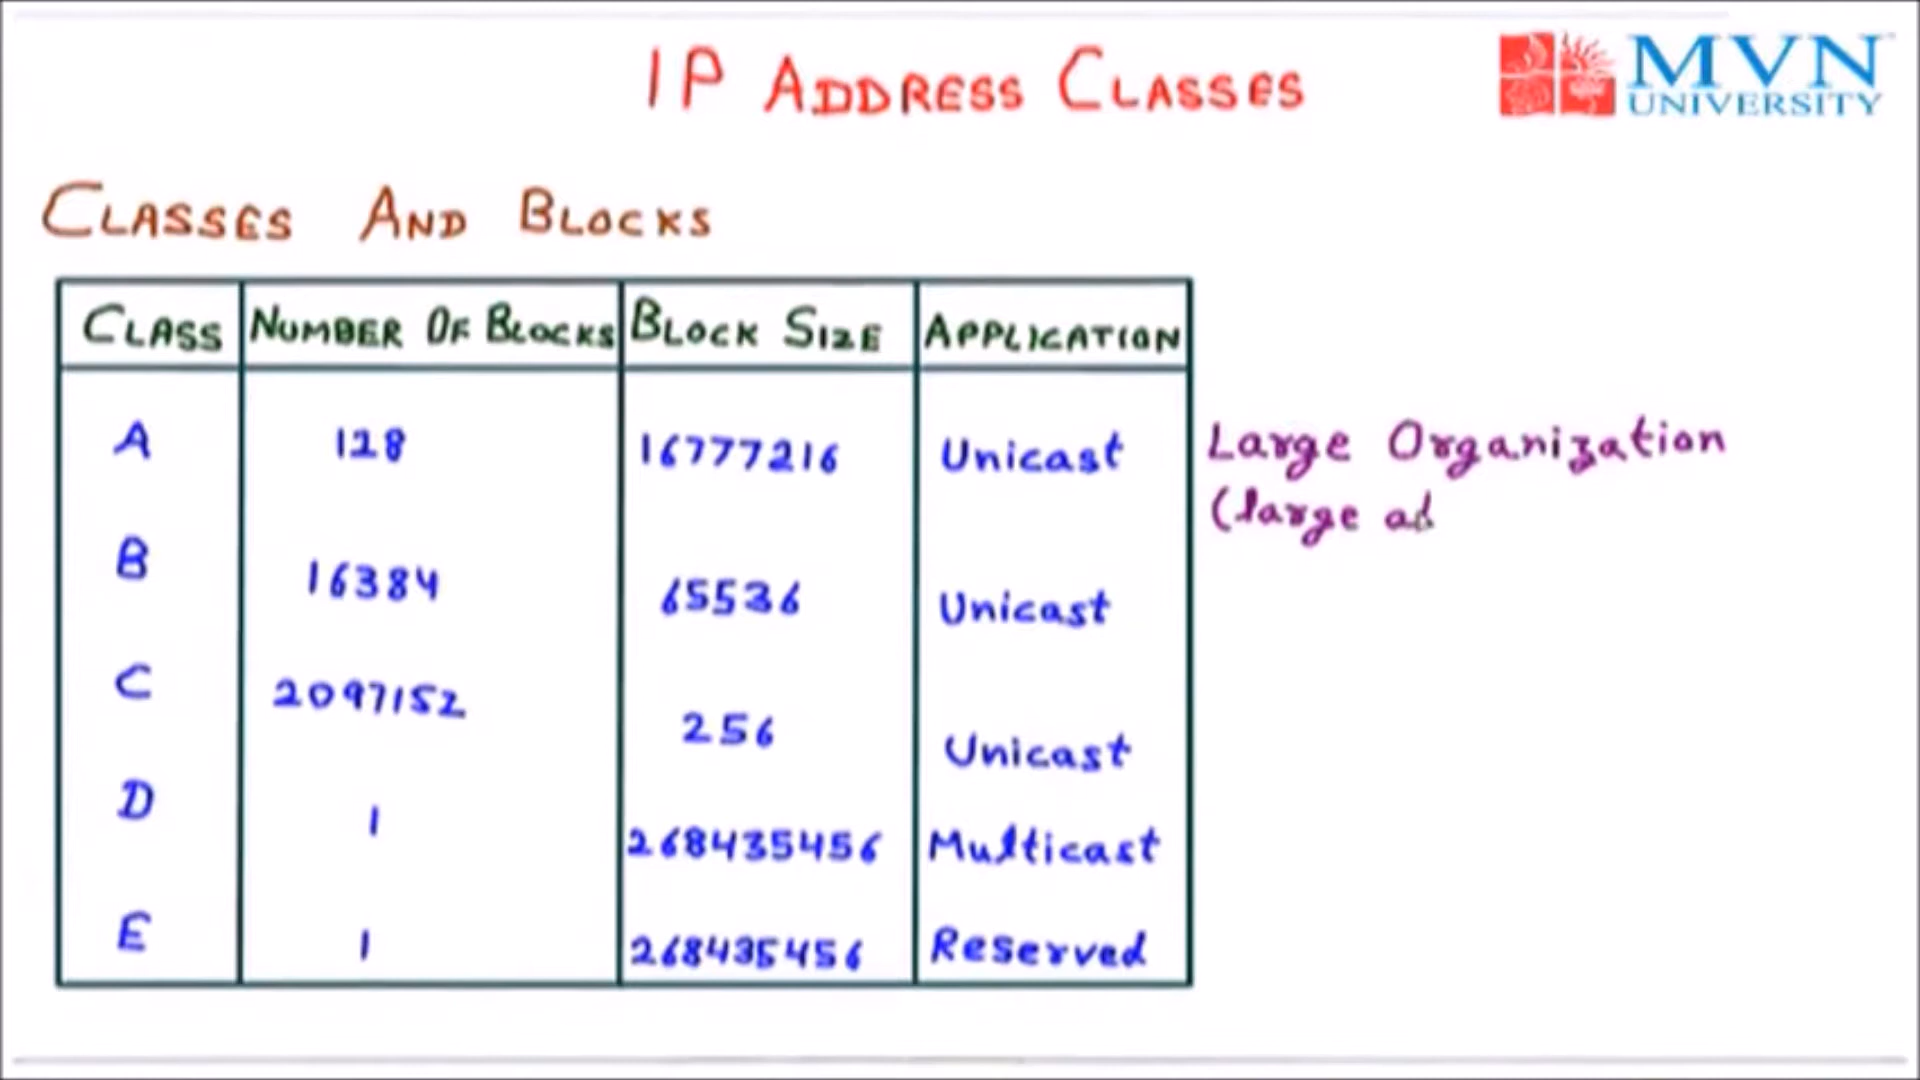 IP ADDRESS CLASSES
MVN
UNIVERSITY
CLASSES AND BLOCKS
CLASS NUMBER OF BLOCKS BLOCK SIZE APPLICATION
A 128 16777216 Unicast Large Organization
(large
B 16384 65536 Unicast
C 2097152 256 Unicast
D 1 268435456 Multicast
E 1 268435456 Reserved